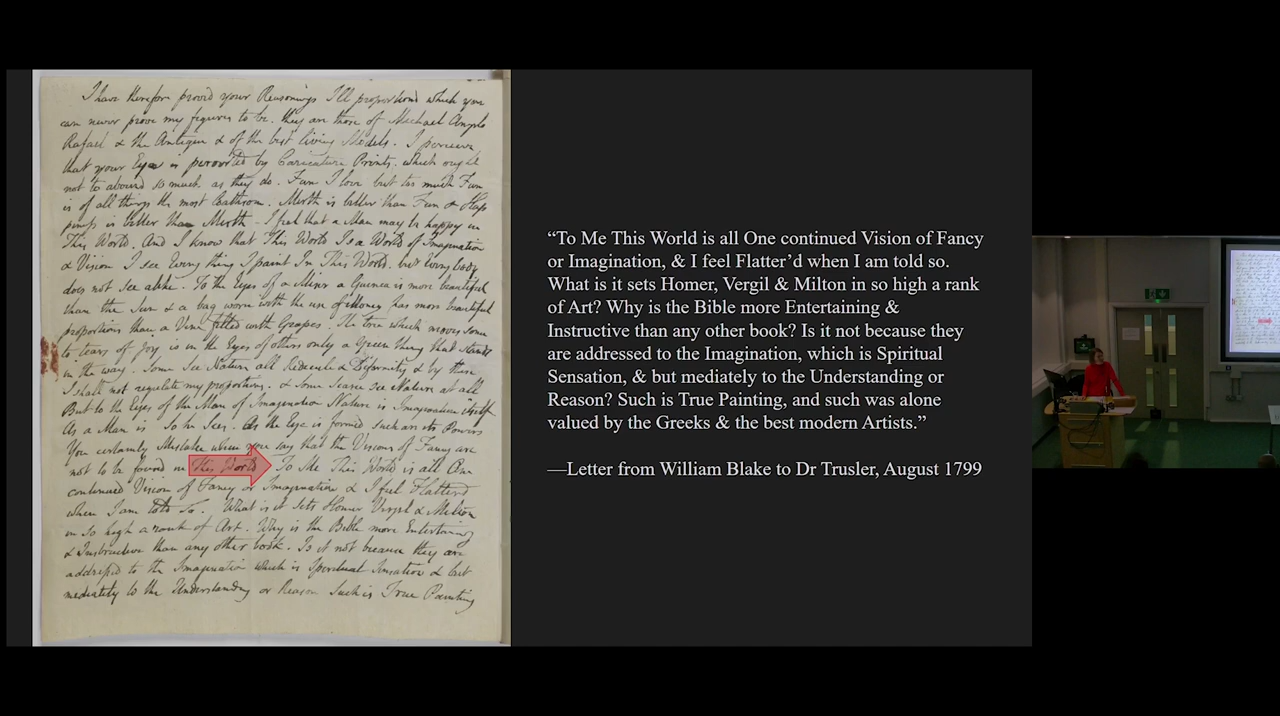 I have therefore proved your Reasonings Ill proportiond which you
can never prove my figures to be. they are those of Michael Angelo
Rafael & the Antique & of the best living Models. I percieve
that your Eye is perverted by Caricature Prints, which ought
not to abound so much as they do. Fun I love but too much Fun
is of all things the most loathsom. Mirth is better than Fun & Hap
piness is better than Mirth - I feel that a Man may be happy in
This World. And I know that This World Is a World of Imagination
& Vision I see Every thing I paint In This World, but Every body
does not see alike. To the Eyes of a Miser a Guinea is more beautiful
than the Sun & a bag worn with the use of Money has more beautiful
proportions than a Vine filled with Grapes. The tree which moves some
to tears of joy is in the Eyes of others only a Green thing that stands
in the way. Some See Nature all Ridicule & Deformity & by these
I shall not regulate my proportions, & Some Scarce see Nature at all
But to the Eyes of the Man of Imagination Nature is Imagination itself
As a Man is So he Sees. As the Eye is formed such are its Powers
You certainly Mistake when you say that the Visions of Fancy are
not to be found in This World. To Me This World is all One
continued Vision of Fancy or Imagination & I feel Flatterd
when I am told So. What is it Sets Homer Virgil & Milton
in So high a rank of Art. Why is the Bible more Entertaining
& Instructive than any other book. Is it not because they are
addressed to the Imagination which is Spiritual Sensation & but
mediately to the Understanding or Reason Such is True Painting
“To Me This World is all One continued Vision of Fancy
or Imagination, & I feel Flatter’d when I am told so.
What is it sets Homer, Vergil & Milton in so high a rank
of Art? Why is the Bible more Entertaining &
Instructive than any other book? Is it not because they
are addressed to the Imagination, which is Spiritual
Sensation, & but mediately to the Understanding or
Reason? Such is True Painting, and such was alone
valued by the Greeks & the best modern Artists.”
—Letter from William Blake to Dr Trusler, August 1799